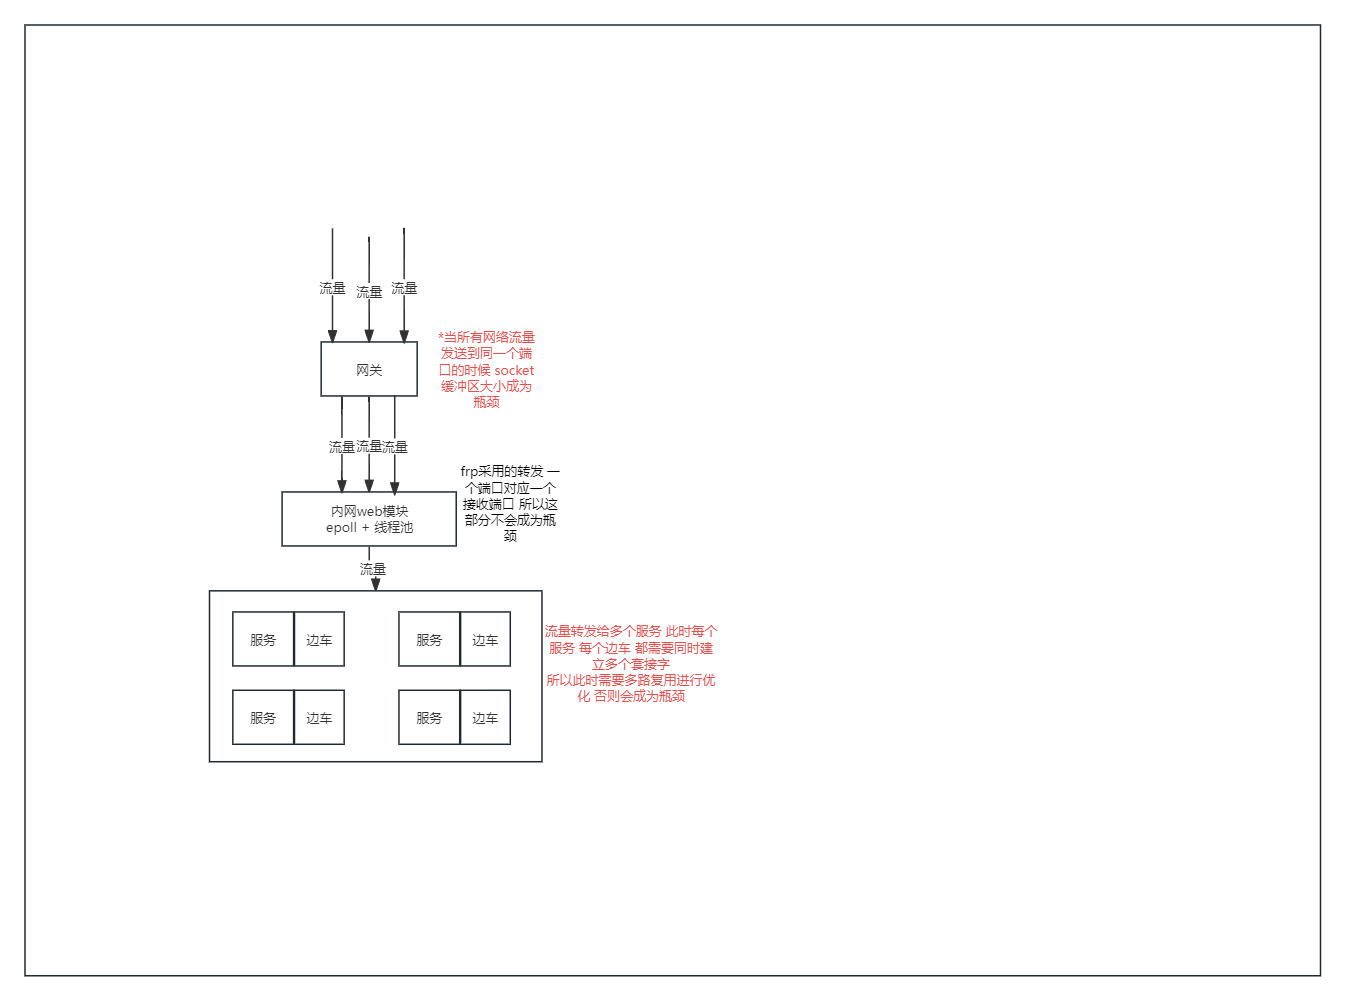 流量
流量
流量
网关
*当所有网络流量
发送到同一个端
口的时候 socket
缓冲区大小成为
瓶颈
流量
流量
流量
frp采用的转发 一
个端口对应一个
接收端口 所以这
部分不会成为瓶
颈
内网web模块
epoll + 线程池
流量
服务
边车
服务
边车
流量转发给多个服务 此时每个
服务 每个边车 都需要同时建
立多个套接字
所以此时需要多路复用进行优
化 否则会成为瓶颈
服务
边车
服务
边车